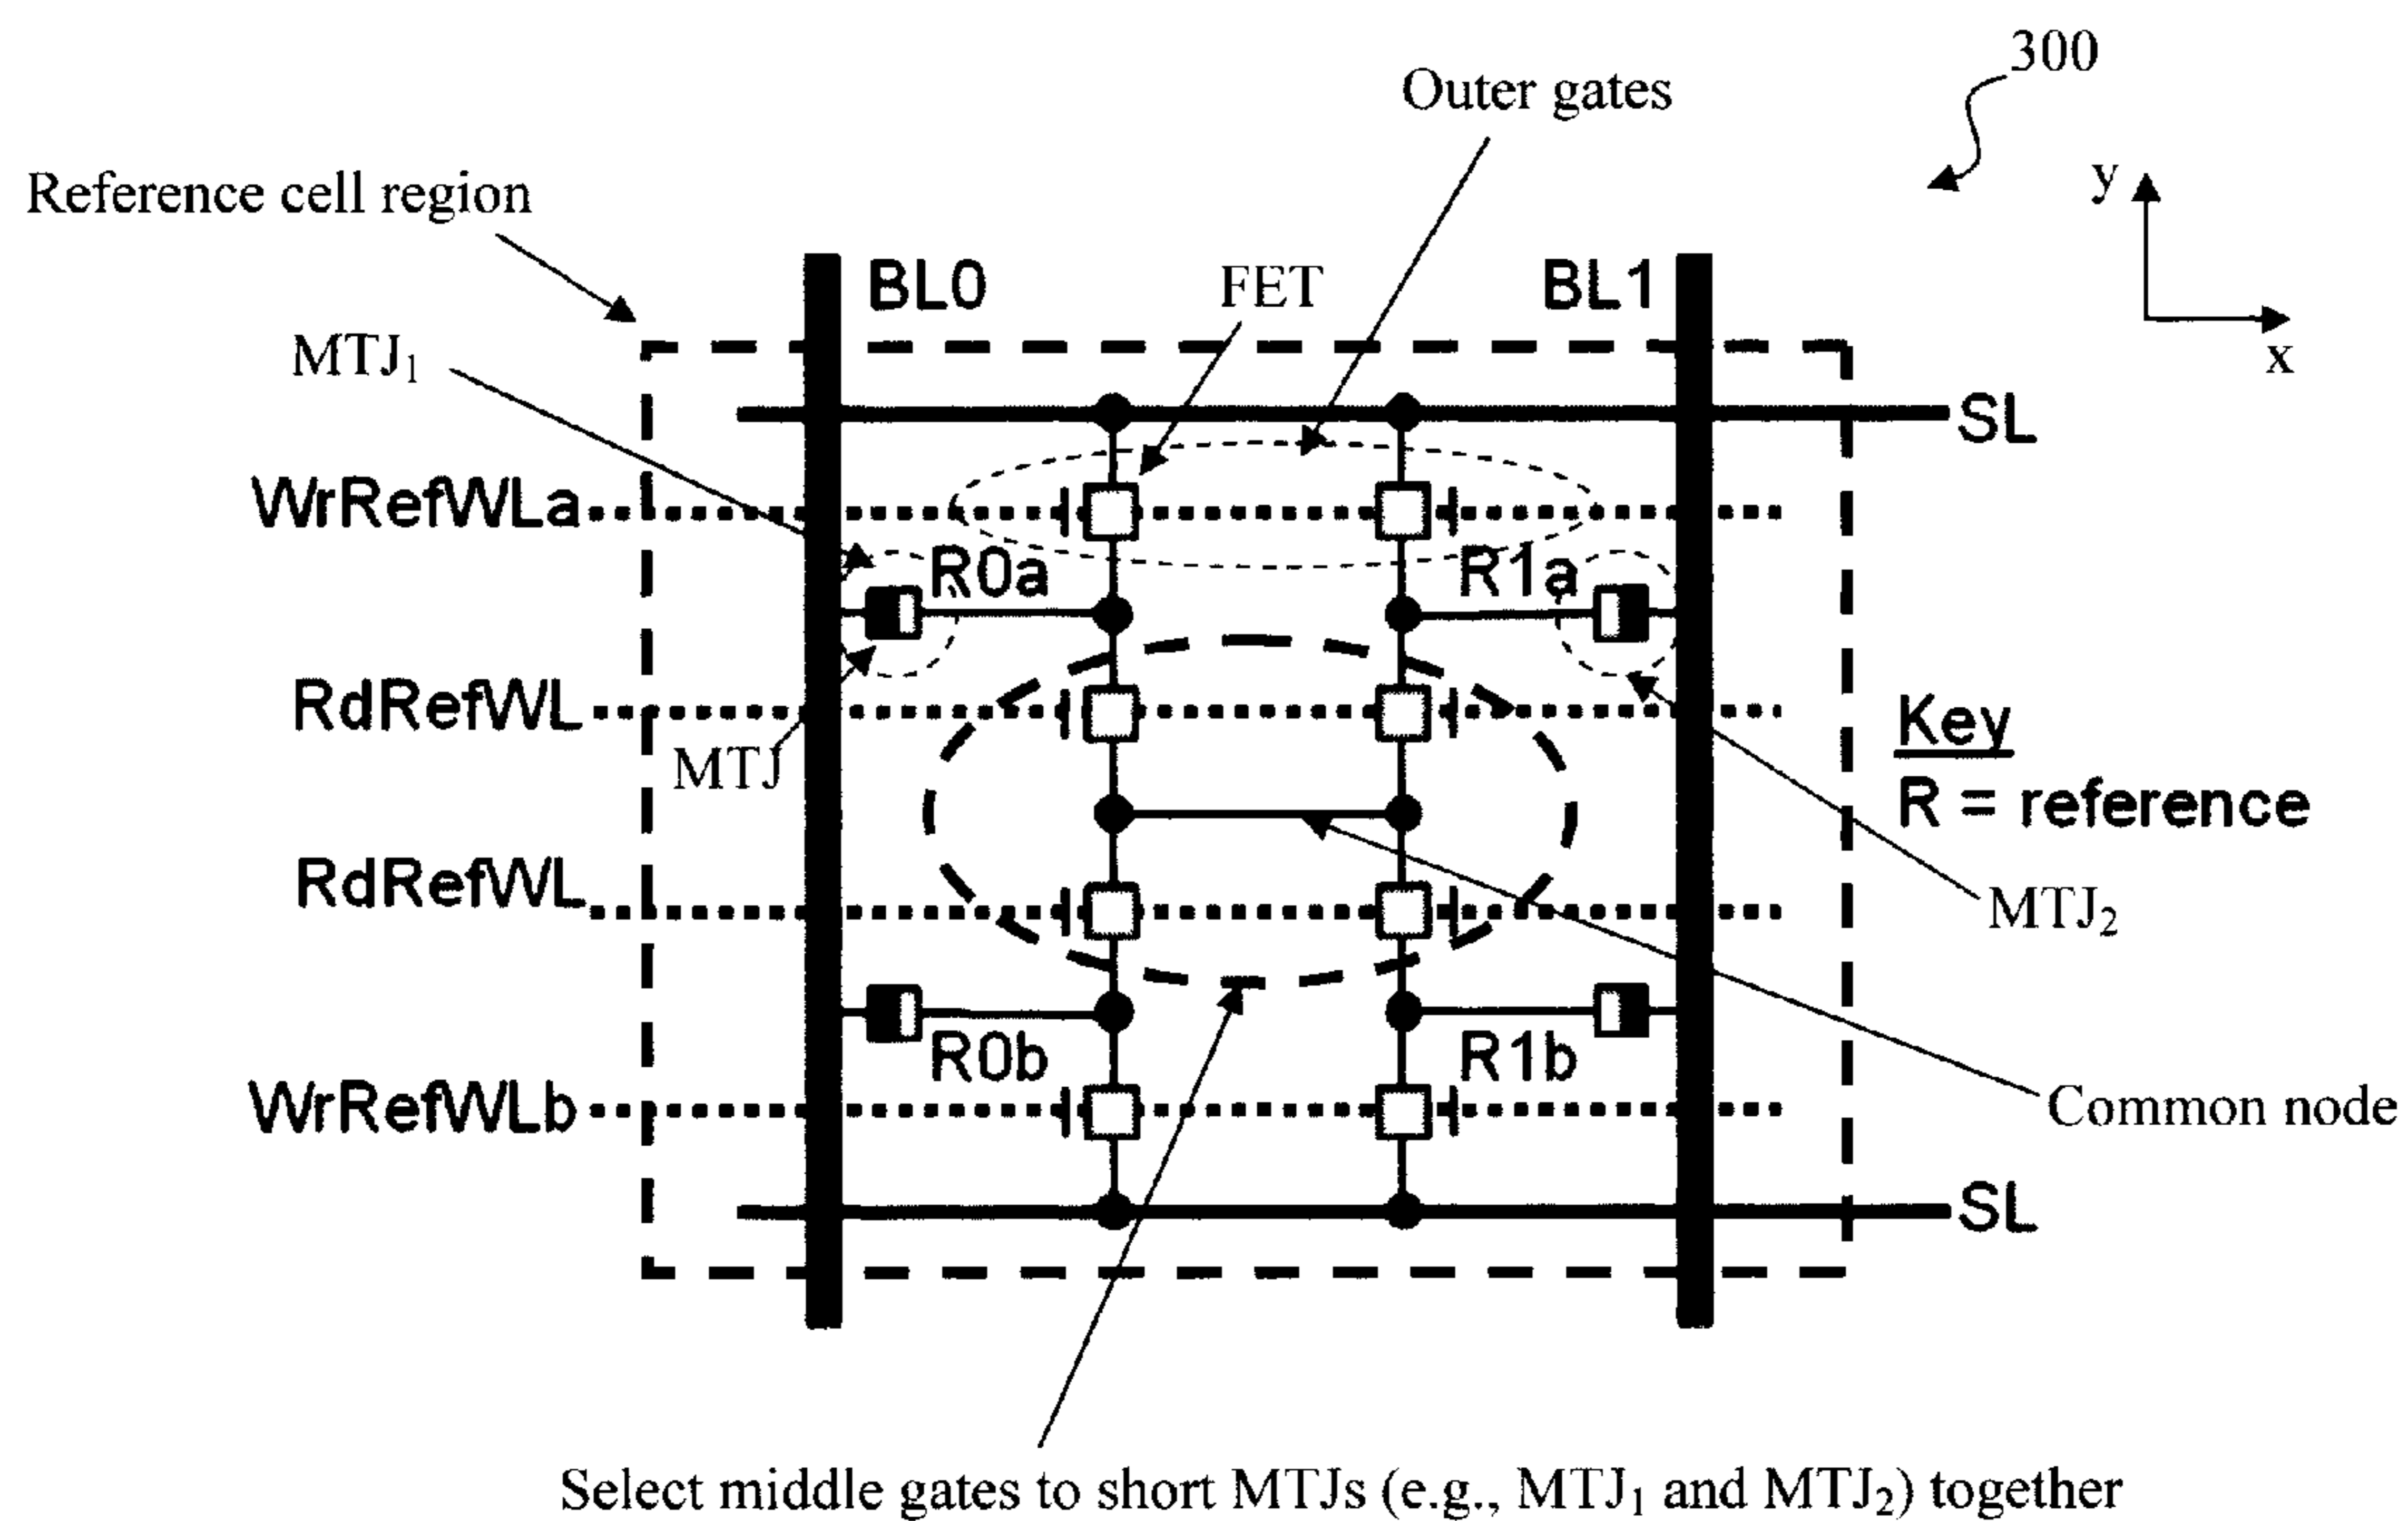 300
Outer gates
y
x
Reference cell region
BL0
FET
BL1
MTJ1
SL
WrRefWLa
R0a
R1a
RdRefWL
MTJ
Key
R = reference
RdRefWL
MTJ2
R0b
R1b
WrRefWLb
Common node
SL
Select middle gates to short MTJs (e.g., MTJ1 and MTJ2) together